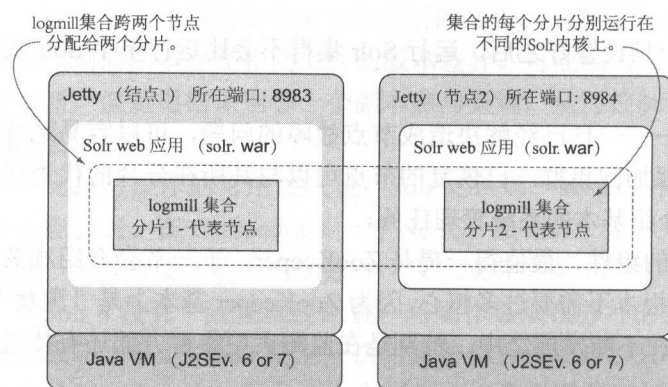 logmill集合跨两个节点
分配给两个分片。
集合的每个分片分别运行在
不同的Solr内核上。
Jetty（结点1）所在端口: 8983
Solr web 应用（solr. war）
logmill 集合
分片1 - 代表节点
Java VM （J2SEv. 6 or 7）
Jetty（节点2）所在端口: 8984
Solr web 应用（solr. war）
logmill 集合
分片2 - 代表节点
Java VM （J2SEv. 6 or 7）